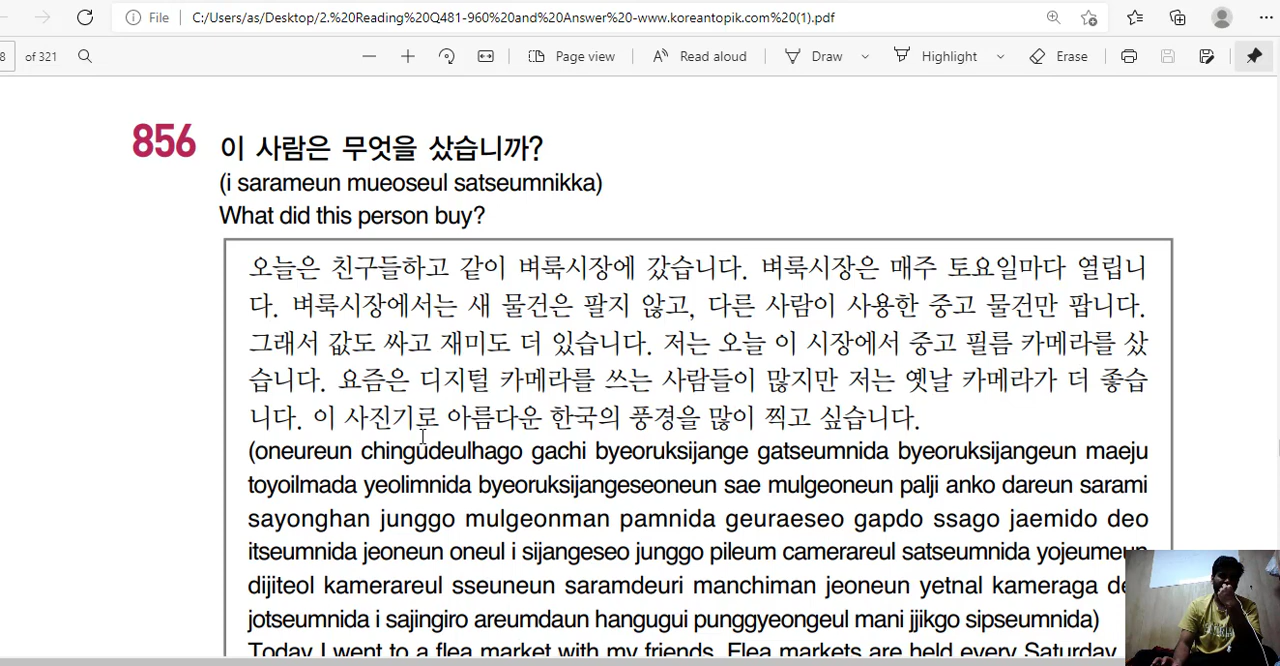 File
C:/Users/as/Desktop/2.%20Reading%20Q481-960%20and%20Answer%20-www.koreantopik.com%20(1).pdf
8 of 321
Page view
Read aloud
Draw
Highlight
Erase
856 이 사람은 무엇을 샀습니까?
(i sarameun mueoseul satseumnikka)
What did this person buy?
오늘은 친구들하고 같이 벼룩시장에 갔습니다. 벼룩시장은 매주 토요일마다 열립니
다. 벼룩시장에서는 새 물건은 팔지 않고, 다른 사람이 사용한 중고 물건만 팝니다.
그래서 값도 싸고 재미도 더 있습니다. 저는 오늘 이 시장에서 중고 필름 카메라를 샀
습니다. 요즘은 디지털 카메라를 쓰는 사람들이 많지만 저는 옛날 카메라가 더 좋습
니다. 이 사진기로 아름다운 한국의 풍경을 많이 찍고 싶습니다.
(oneureun chingudeulhago gachi byeoruksijange gatseumnida byeoruksijangeun maeju
toyoilmada yeolimnida byeoruksijangeseoneun sae mulgeoneun palji anko dareun sarami
sayonghan junggo mulgeonman pamnida geuraeseo gapdo ssago jaemido deo
itseumnida jeoneun oneul i sijangeseo junggo pileum camerareul satseumnida yojeumeun
dijiteol kamerareul sseuneun saramdeuri manchiman jeoneun yetnal kameraga
jotseumnida i sajingiro areumdaun hangugui punggyeongeul mani jjikgo sipseumnida)
Today I went to a flea market with my friends. Flea markets are held every Saturday